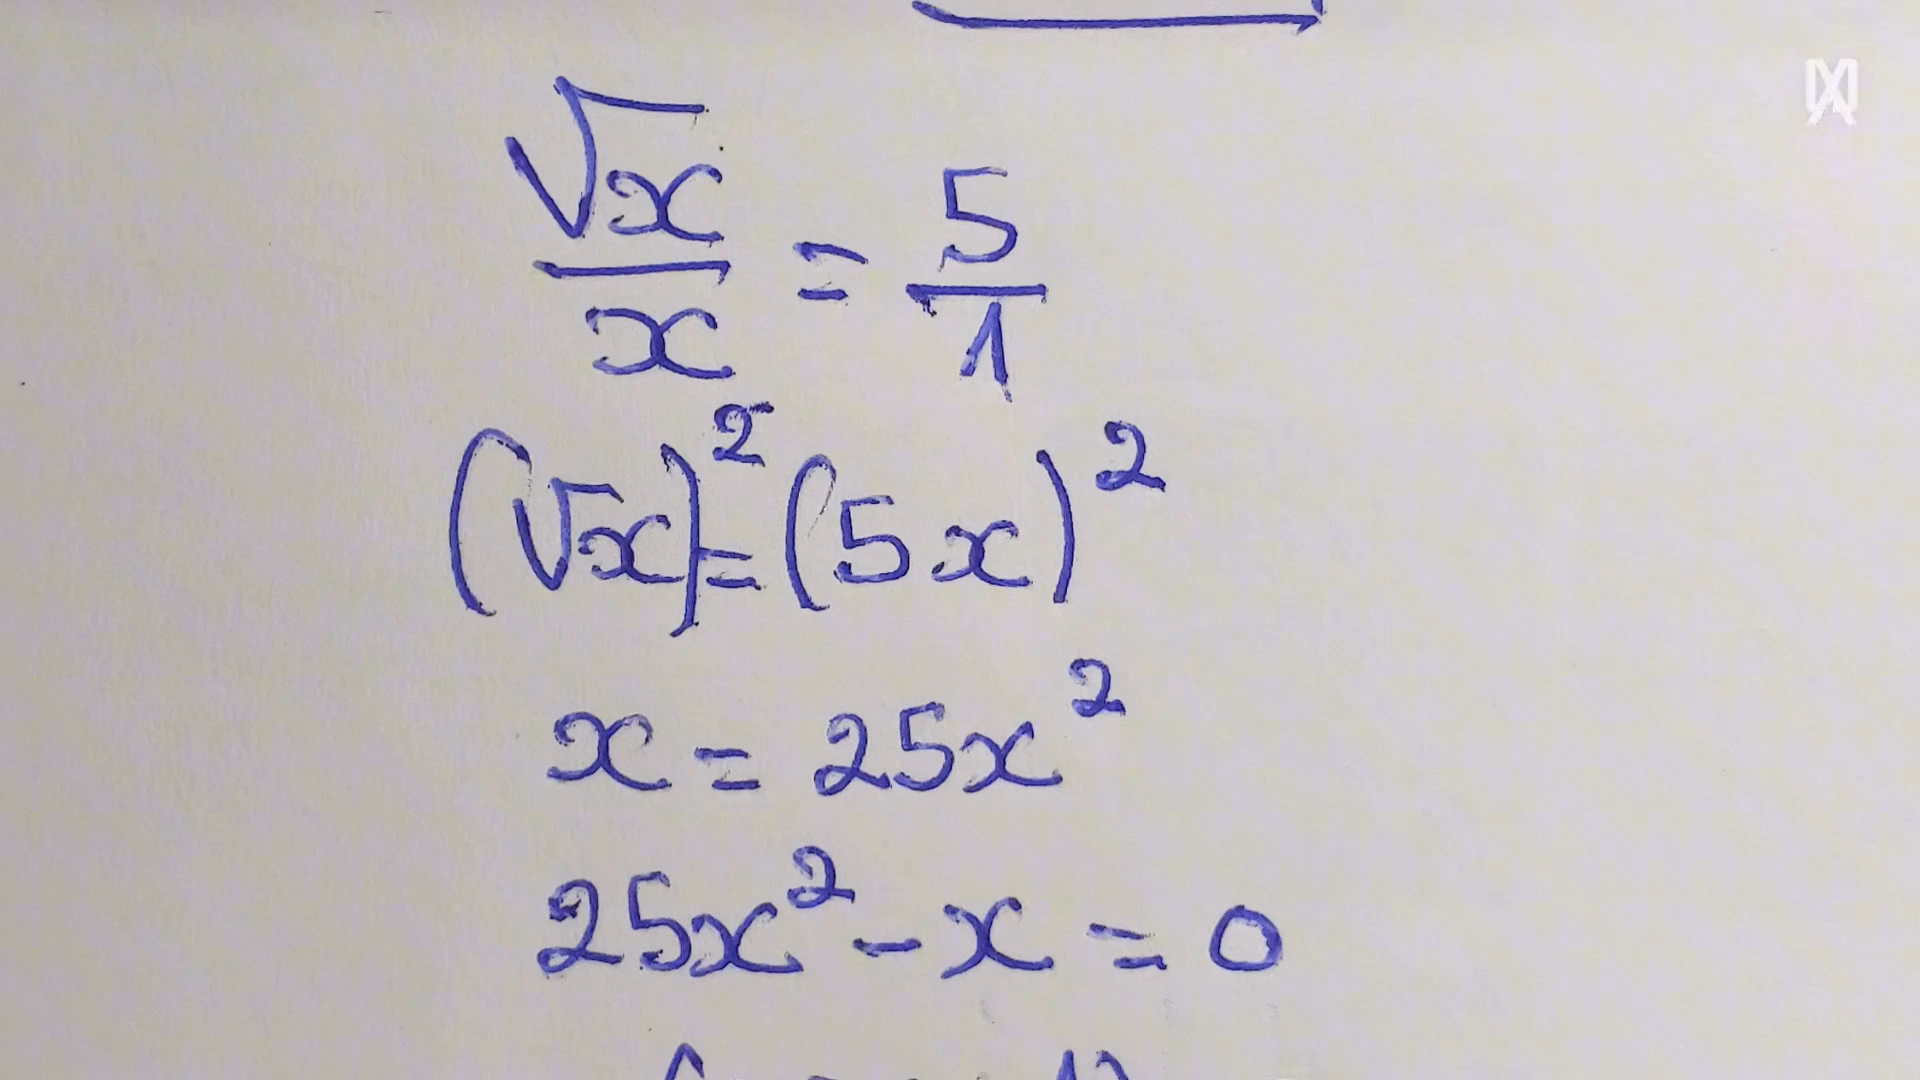 √x/x = 5/1
(√x)² = (5x)²
x = 25x²
25x² - x = 0